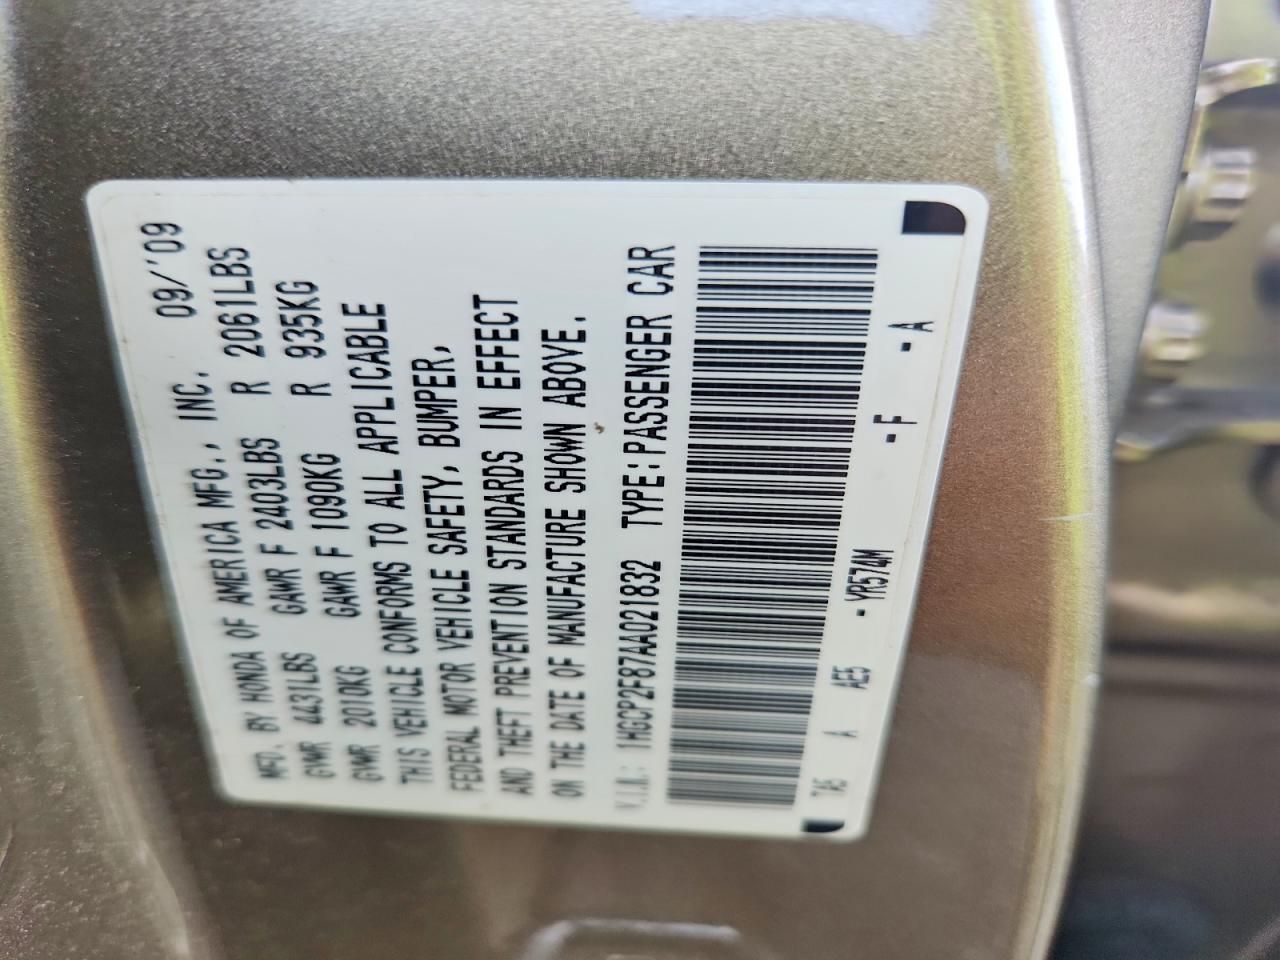 MFD. BY HONDA OF AMERICA MFG., INC. 09/'09
GVWR 4431LBS GAWR F 2403LBS R 2061LBS
GVWR 2010KG GAWR F 1090KG R 935KG
THIS VEHICLE CONFORMS TO ALL APPLICABLE
FEDERAL MOTOR VEHICLE SAFETY, BUMPER,
AND THEFT PREVENTION STANDARDS IN EFFECT
ON THE DATE OF MANUFACTURE SHOWN ABOVE.
V.I.N.: 1HGCP2F87AA021832 TYPE:PASSENGER CAR
TA5 A AE5 - YR574M -F -A